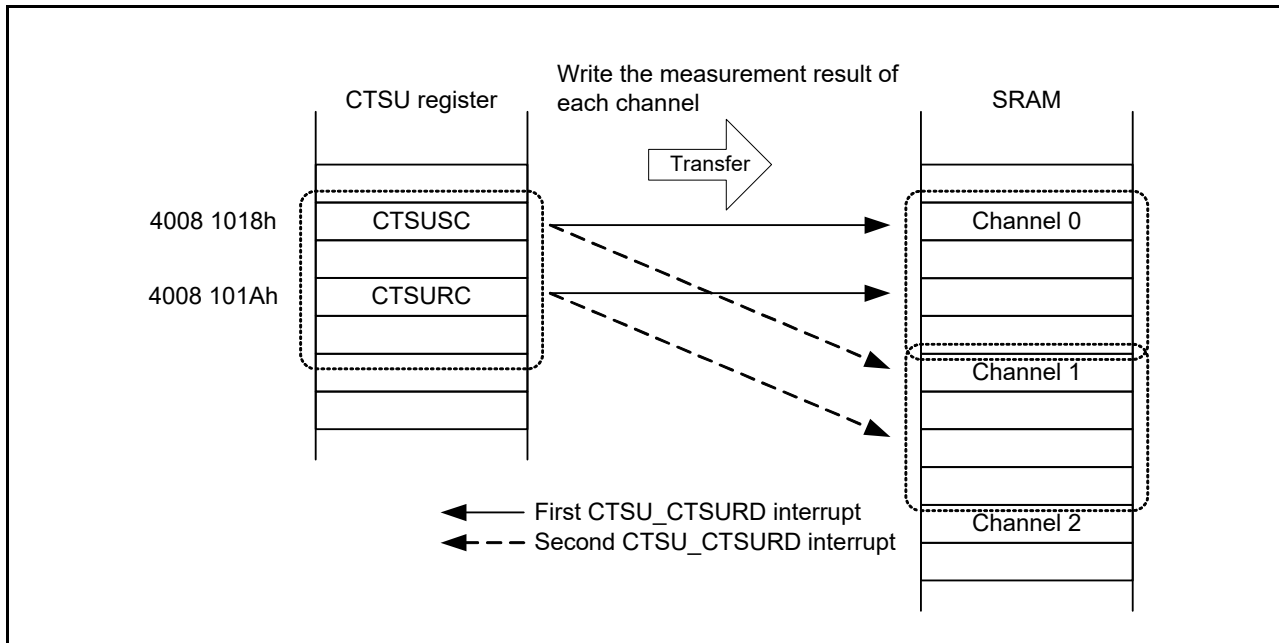 Write the measurement result of
each channel
CTSU register
SRAM
Transfer
4008 1018h
CTSUSC
Channel 0
4008 101Ah
CTSURC
Channel 1
First CTSU_CTSURD interrupt
Second CTSU_CTSURD interrupt
Channel 2